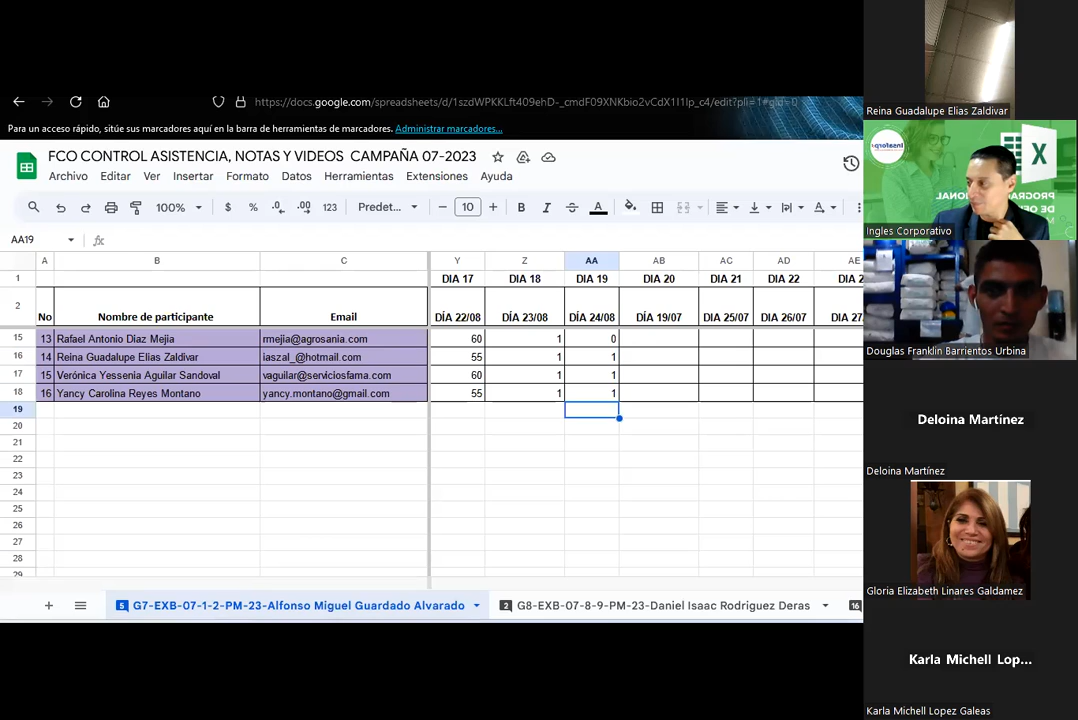 https://docs.google.com/spreadsheets/d/1szdWPKKLft409ehD-_cmdF09XNKbio2vCdX1I1Ip_c4/edit?pli=1#gid=0
Para un acceso rápido, sitúe sus marcadores aquí en la barra de herramientas de marcadores. Administrar marcadores...
FCO CONTROL ASISTENCIA, NOTAS Y VIDEOS CAMPAÑA 07-2023
Archivo Editar Ver Insertar Formato Datos Herramientas Extensiones Ayuda
100% $ % .0 .00 123 Predet... 10 B I A
AA19 fx
A B C Y Z AA AB AC AD AE
1 DIA 17 DIA 18 DIA 19 DIA 20 DIA 21 DIA 22 DIA 2
2 No Nombre de participante Email DÍA 22/08 DÍA 23/08 DÍA 24/08 DÍA 19/07 DÍA 25/07 DÍA 26/07 DÍA 27
15 13 Rafael Antonio Diaz Mejia rmejia@agrosania.com 60 1 0
16 14 Reina Guadalupe Elias Zaldivar iaszal_@hotmail.com 55 1 1
17 15 Verónica Yessenia Aguilar Sandoval vaguilar@serviciosfama.com 60 1 1
18 16 Yancy Carolina Reyes Montano yancy.montano@gmail.com 55 1 1
19
20
21
22
23
24
25
26
27
28
29
5 G7-EXB-07-1-2-PM-23-Alfonso Miguel Guardado Alvarado 2 G8-EXB-07-8-9-PM-23-Daniel Isaac Rodriguez Deras 16
Reina Guadalupe Elias Zaldivar
Insaforp
X
PROGRAMA
Ingles Corporativo
Douglas Franklin Barrientos Urbina
Deloina Martínez
Deloina Martínez
Gloria Elizabeth Linares Galdamez
Karla Michell Lop...
Karla Michell Lopez Galeas